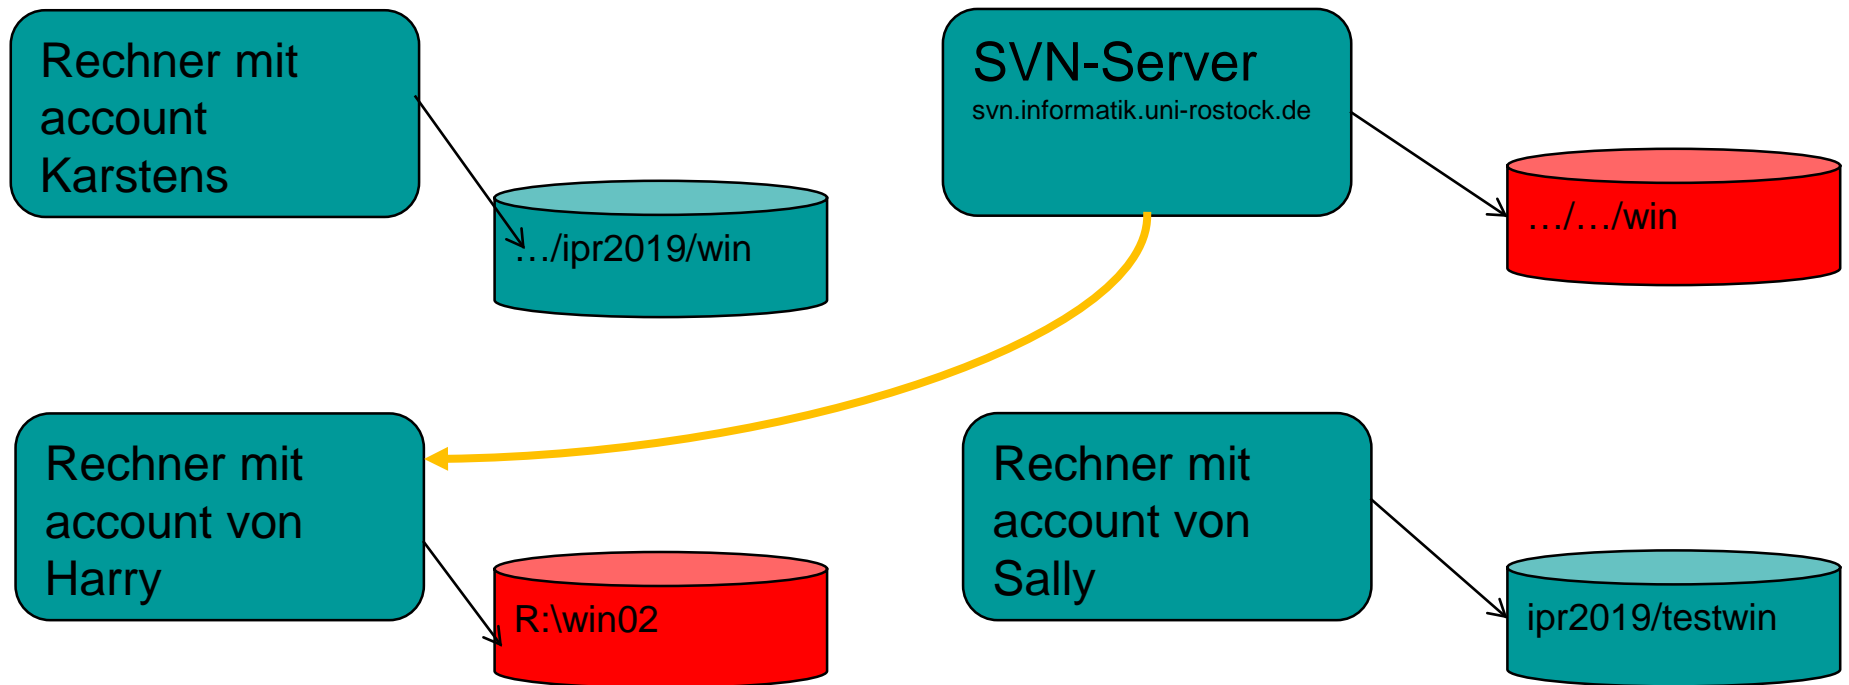 Rechner mit
account
Karstens
…/ipr2019/win
SVN-Server
svn.informatik.uni-rostock.de
…/…/win
Rechner mit
account von
Harry
R:\win02
Rechner mit
account von
Sally
ipr2019/testwin